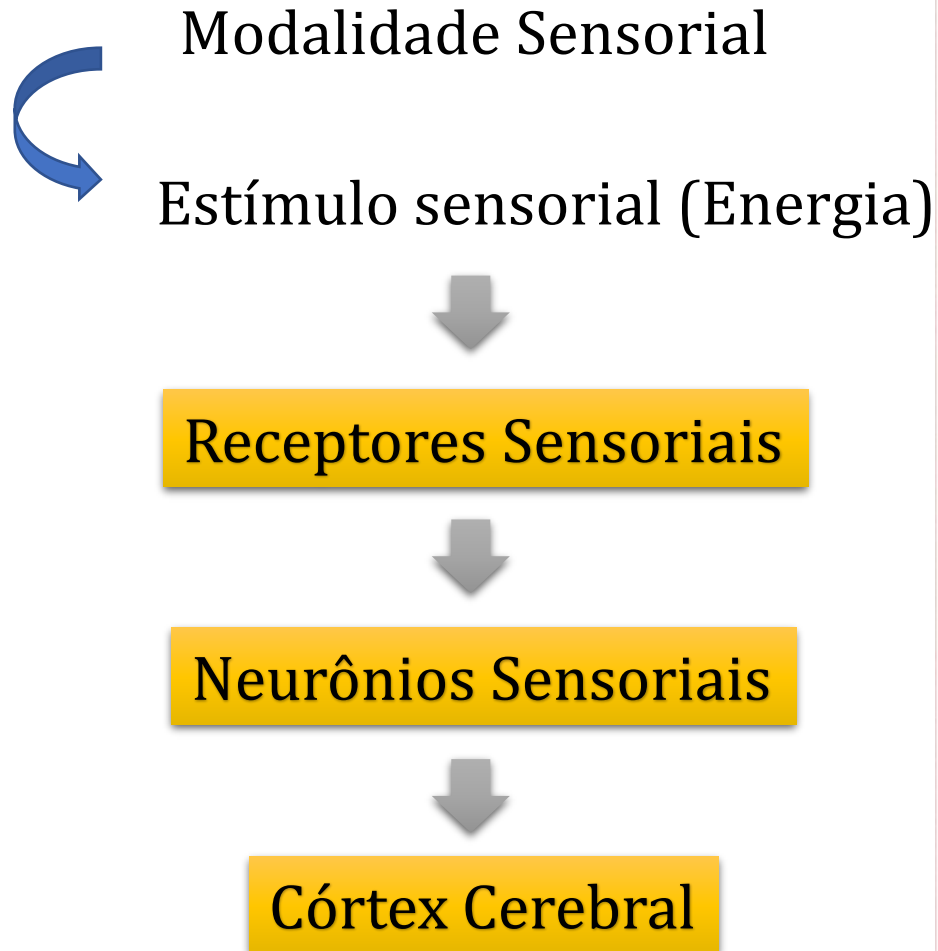 Modalidade Sensorial
Estímulo sensorial (Energia)
Receptores Sensoriais
Neurônios Sensoriais
Córtex Cerebral